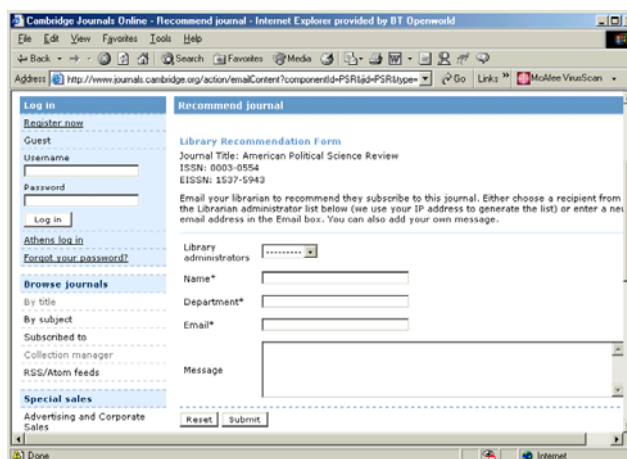 Cambridge Journals Online - Recommend journal - Internet Explorer provided by BT Openworld
File Edit View Favorites Tools Help
Back Search Favorites Media
Address http://www.journals.cambridge.org/action/emailContent?componentId=PSR&jid=PSR&type= Go Links » McAfee VirusScan
Log in
Register now
Guest
Username
Password
Log in
Athens log in
Forgot your password?
Browse journals
By title
By subject
Subscribed to
Collection manager
RSS/Atom feeds
Special sales
Advertising and Corporate
Sales
Recommend journal
Library Recommendation Form
Journal Title: American Political Science Review
ISSN: 0003-0554
EISSN: 1537-5943
Email your librarian to recommend they subscribe to this journal. Either choose a recipient from
the Librarian administrator list below (we use your IP address to generate the list) or enter a
email address in the Email box. You can also add your own message.
Library
administrators ---------
Name*
Department*
Email*
Message
Reset Submit
Done Internet